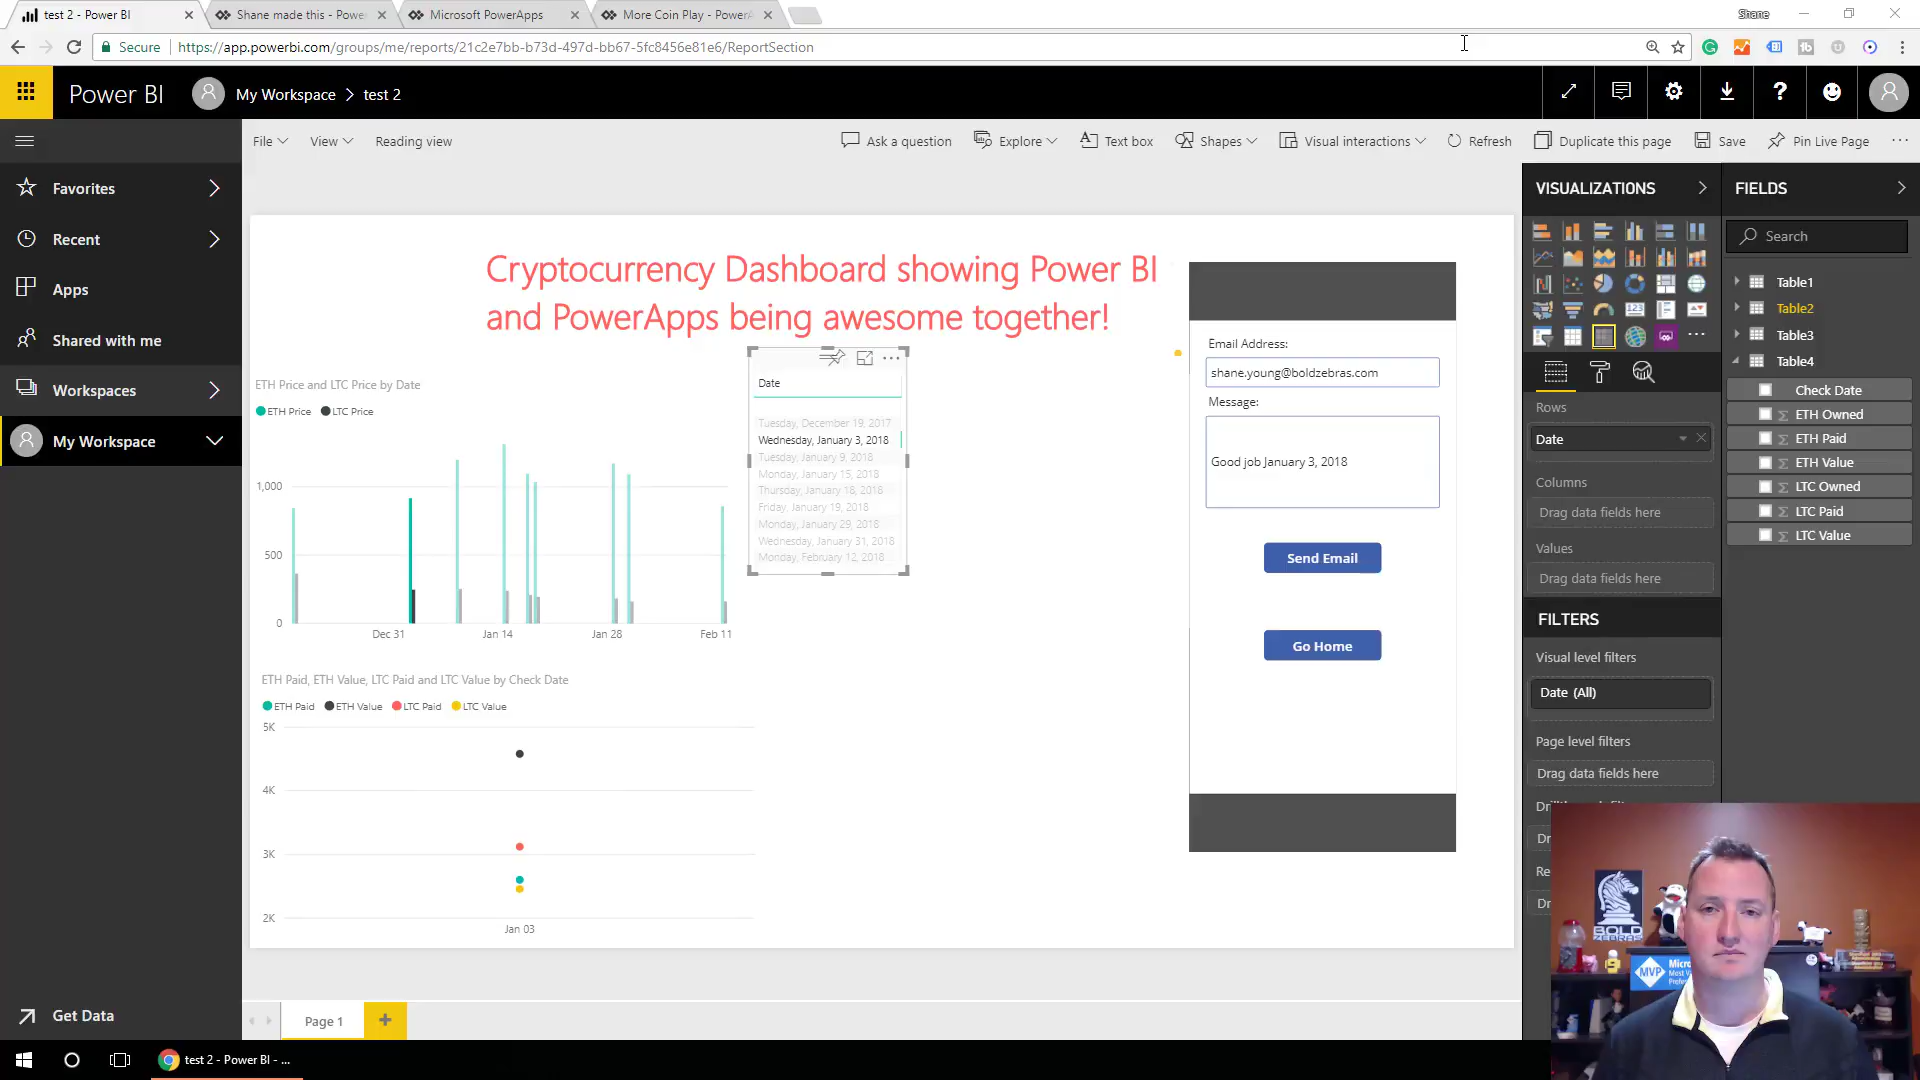 test 2 - Power BI
Shane made this - Powe
Microsoft PowerApps
More Coin Play - PowerA
Shane
Secure
https://app.powerbi.com/groups/me/reports/21c2e7bb-b73d-497d-bb67-5fc8456e81e6/ReportSection
Power BI
My Workspace > test 2
File
View
Reading view
Ask a question
Explore
Text box
Shapes
Visual interactions
Refresh
Duplicate this page
Save
Pin Live Page
Favorites
Recent
Apps
Shared with me
Workspaces
My Workspace
Get Data
Cryptocurrency Dashboard showing Power BI
and PowerApps being awesome together!
ETH Price and LTC Price by Date
ETH Price
LTC Price
1,000
500
0
Dec 31
Jan 14
Jan 28
Feb 11
Date
Tuesday, December 19, 2017
Wednesday, January 3, 2018
Tuesday, January 9, 2018
Monday, January 15, 2018
Thursday, January 18, 2018
Friday, January 19, 2018
Monday, January 29, 2018
Wednesday, January 31, 2018
Monday, February 12, 2018
ETH Paid, ETH Value, LTC Paid and LTC Value by Check Date
ETH Paid
ETH Value
LTC Paid
LTC Value
5K
4K
3K
2K
Jan 03
Email Address:
shane.young@boldzebras.com
Message:
Good job January 3, 2018
Send Email
Go Home
Page 1
VISUALIZATIONS
Rows
Date
Columns
Drag data fields here
Values
Drag data fields here
FILTERS
Visual level filters
Date (All)
Page level filters
Drag data fields here
FIELDS
Search
Table1
Table2
Table3
Table4
Check Date
ETH Owned
ETH Paid
ETH Value
LTC Owned
LTC Paid
LTC Value
BOLD
ZEBRAS
MVP
test 2 - Power BI - ...